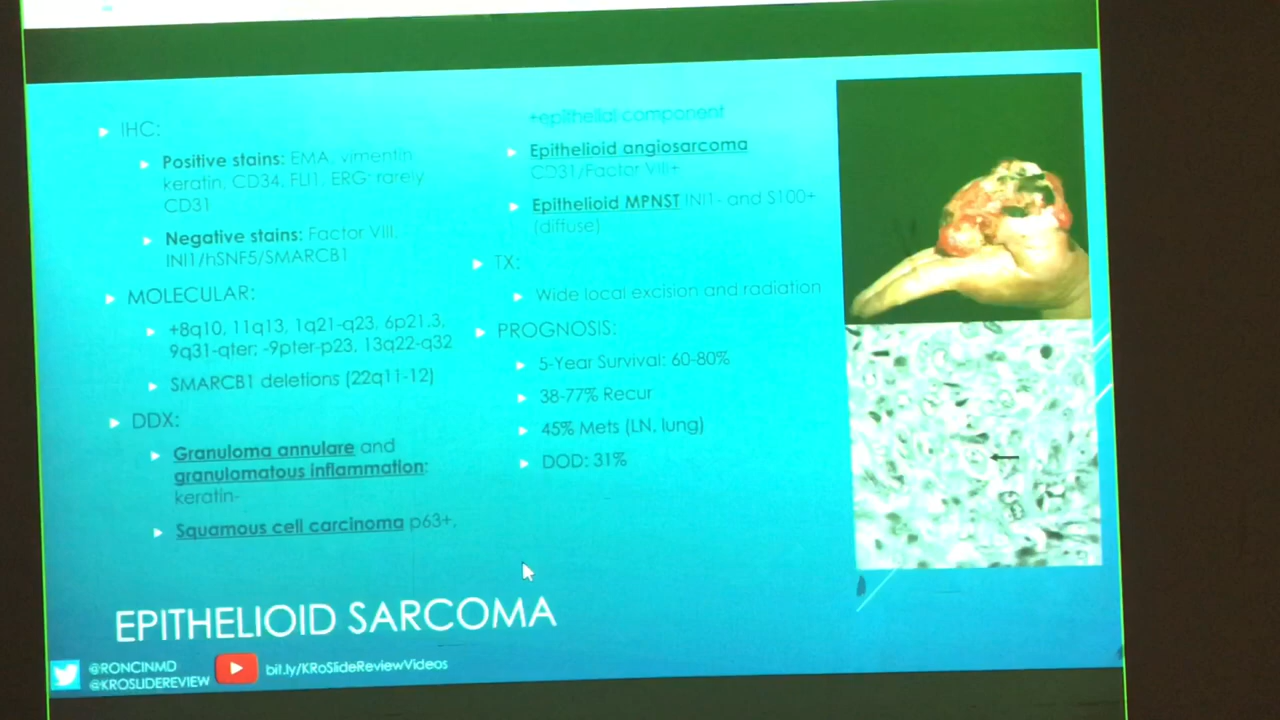 IHC:
Positive stains: EMA, vimentin,
keratin, CD34, FLI1, ERG; rarely
CD31
Negative stains: Factor VIII,
INI1/hSNF5/SMARCB1
MOLECULAR:
+8q10, 11q13, 1q21-q23, 6p21.3,
9q31-qter; -9pter-p23, 13q22-q32
SMARCB1 deletions (22q11-12)
DDX:
Granuloma annulare and
granulomatous inflammation:
keratin-
Squamous cell carcinoma p63+,
+epithelial component
Epithelioid angiosarcoma
CD31/Factor VIII+
Epithelioid MPNST INI1- and S100+
(diffuse)
TX:
Wide local excision and radiation
PROGNOSIS:
5-Year Survival: 60-80%
38-77% Recur
45% Mets (LN, lung)
DOD: 31%
EPITHELIOID SARCOMA
@RONCINMD
@KROSLIDEREVIEW
bit.ly/KRoSlideReviewVideos